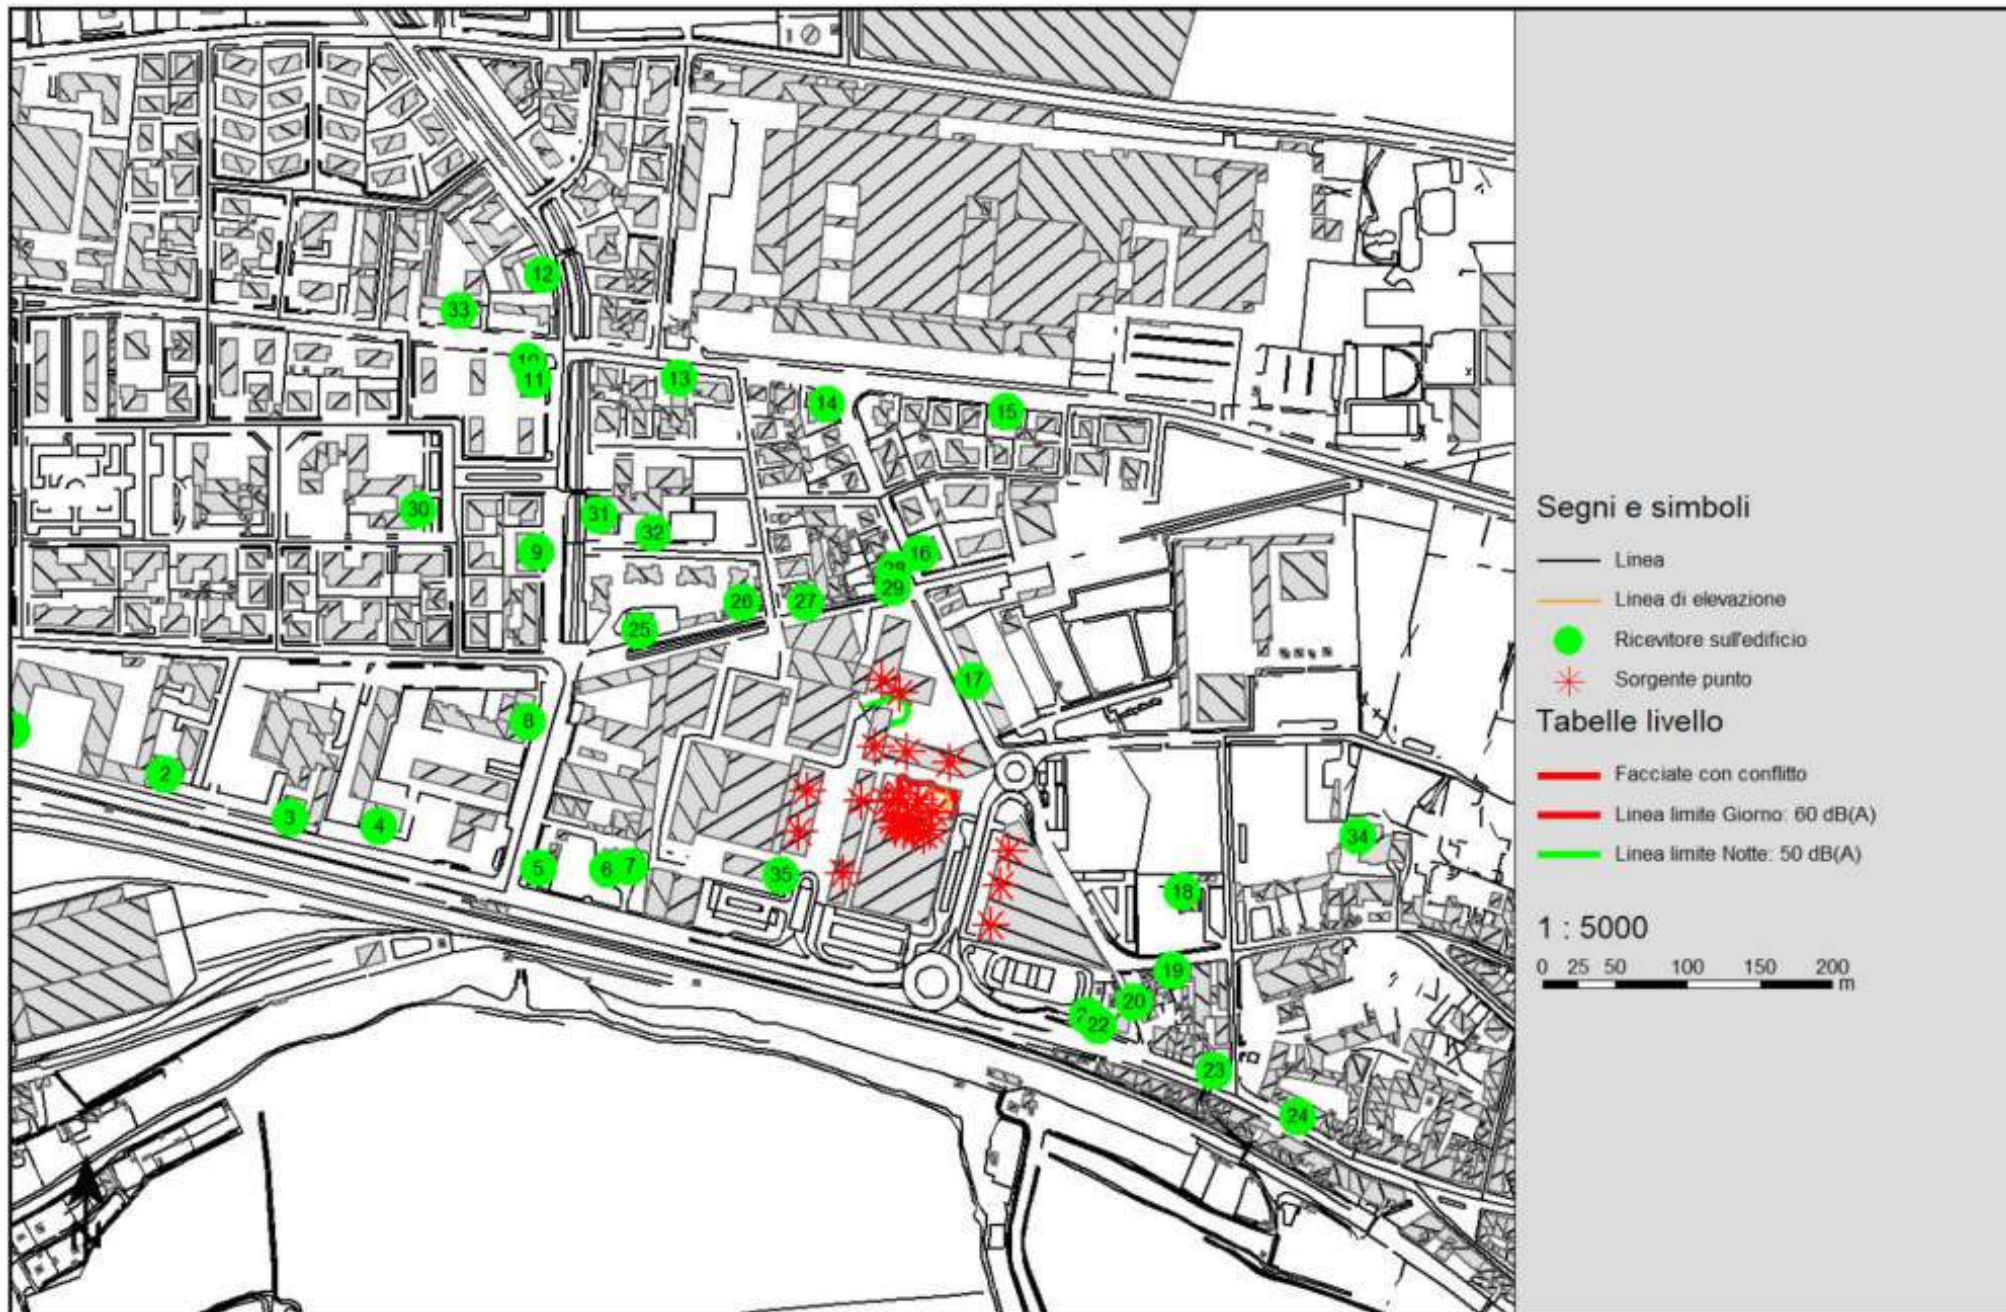 12
33
10
11
13
14
15
30
31
32
9
16
28
29
26
27
25
17
8
2
3
4
5
6
7
35
34
18
19
20
22
23
24
Segni e simboli
Linea
Linea di elevazione
Ricevitore sull'edificio
Sorgente punto
Tabelle livello
Facciate con conflitto
Linea limite Giorno: 60 dB(A)
Linea limite Notte: 50 dB(A)
1 : 5000
0 25 50 100 150 200
m